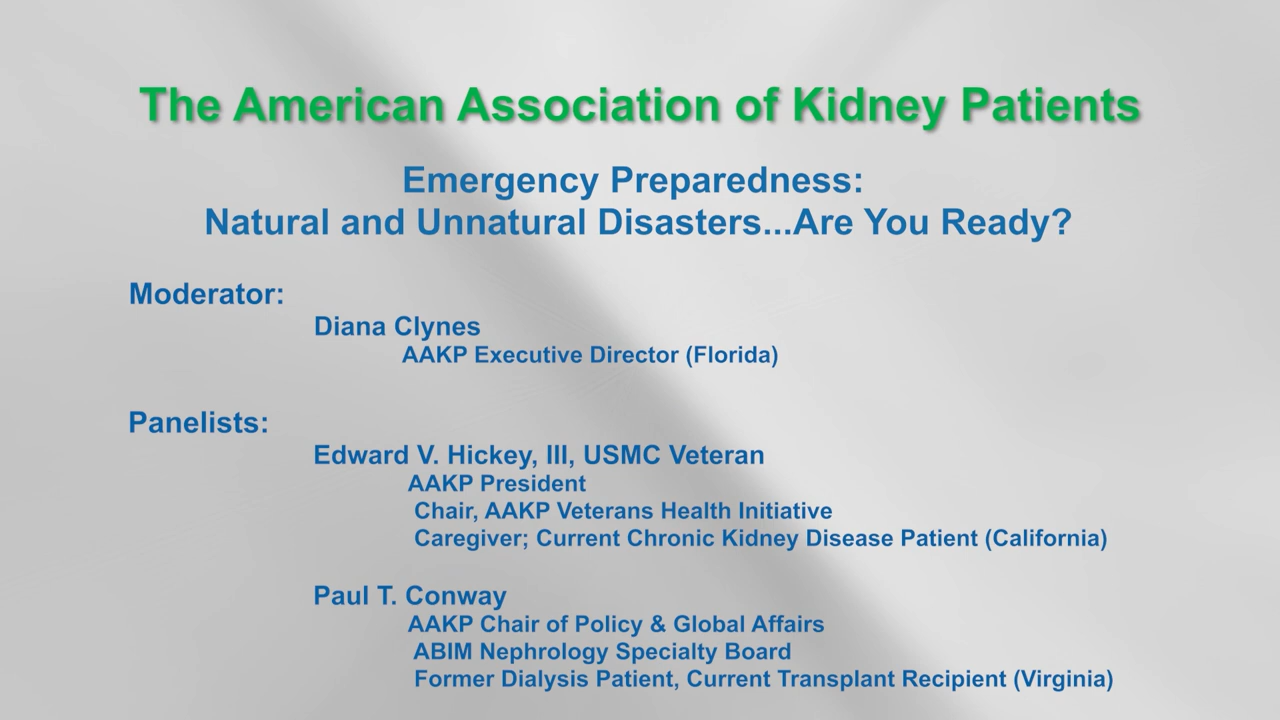 The American Association of Kidney Patients
Emergency Preparedness:
Natural and Unnatural Disasters...Are You Ready?
Moderator:
Diana Clynes
AAKP Executive Director (Florida)
Panelists:
Edward V. Hickey, III, USMC Veteran
AAKP President
Chair, AAKP Veterans Health Initiative
Caregiver; Current Chronic Kidney Disease Patient (California)
Paul T. Conway
AAKP Chair of Policy & Global Affairs
ABIM Nephrology Specialty Board
Former Dialysis Patient, Current Transplant Recipient (Virginia)